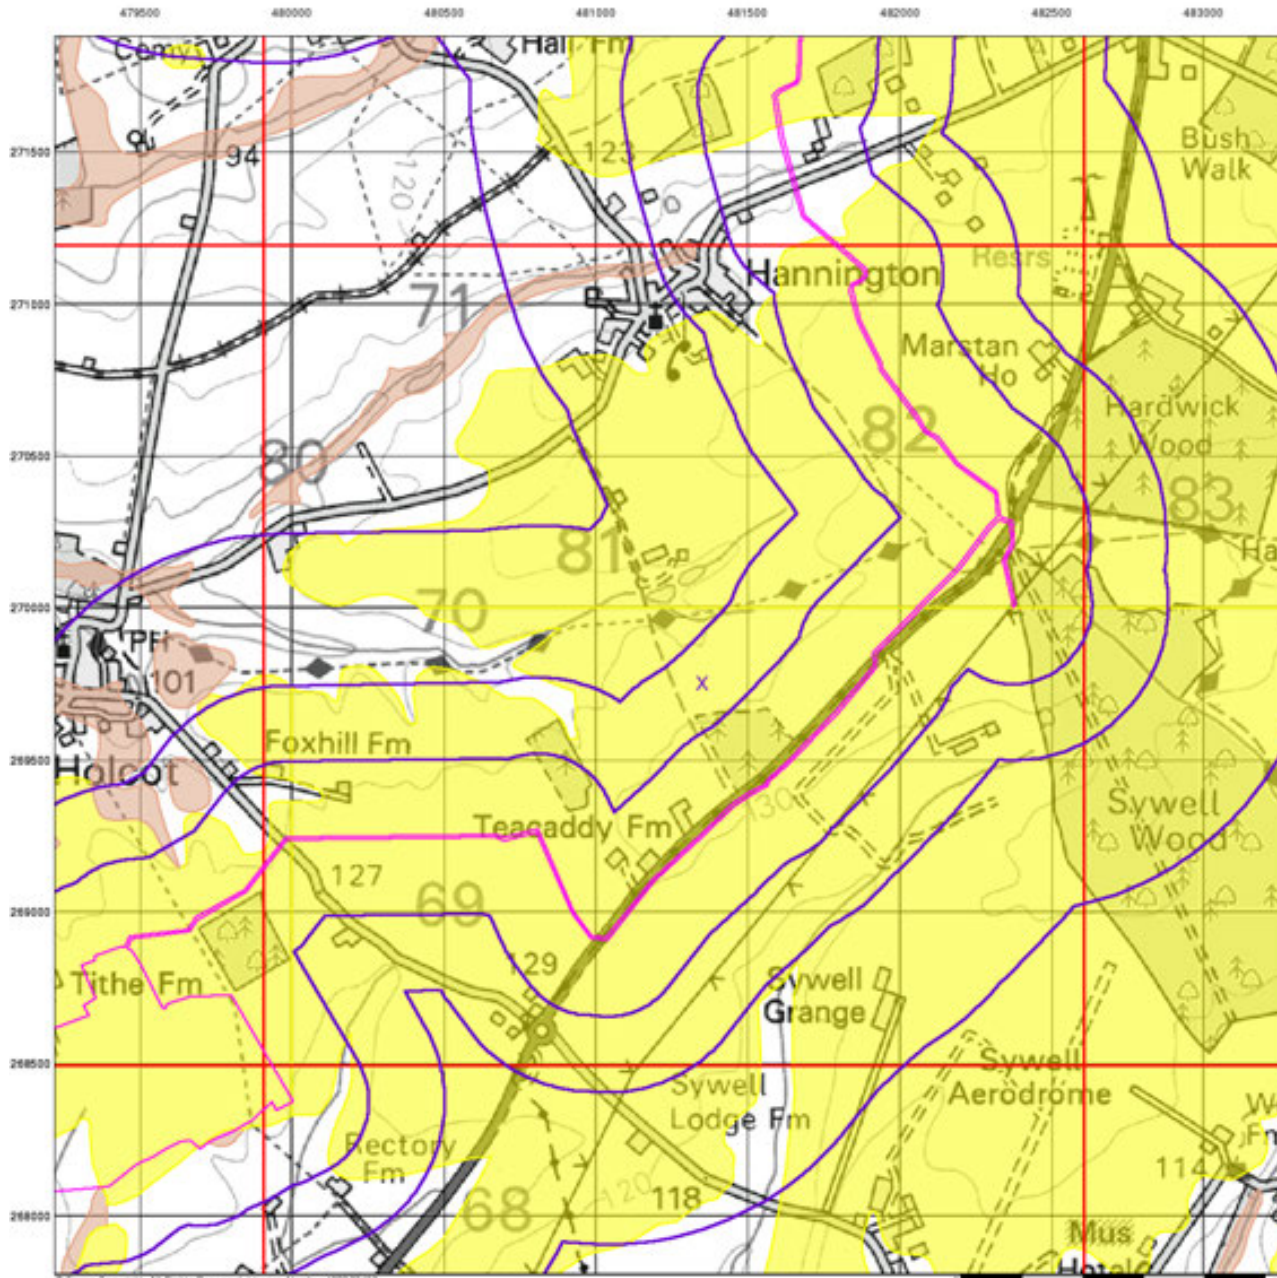 479500 480000 480500 481000 481500 482000 482500 483000
Hall Fm
123
Bush
Walk
94
120
271500
Resrs
Hannington
71
271000
Marstan
Ho
Hardwick
Wood
82
80
270500
83
81
Ha
70
270000
PH
101
Foxhill Fm
269500
Holcot
130
Sywell
Wood
Teacaddy Fm
127
69
269000
129
Tithe Fm
Sywell
Grange
268500
Sywell
Aerodrome
Sywell
Lodge Fm
Rectory
Fm
114
120
118
68
268000
Mus